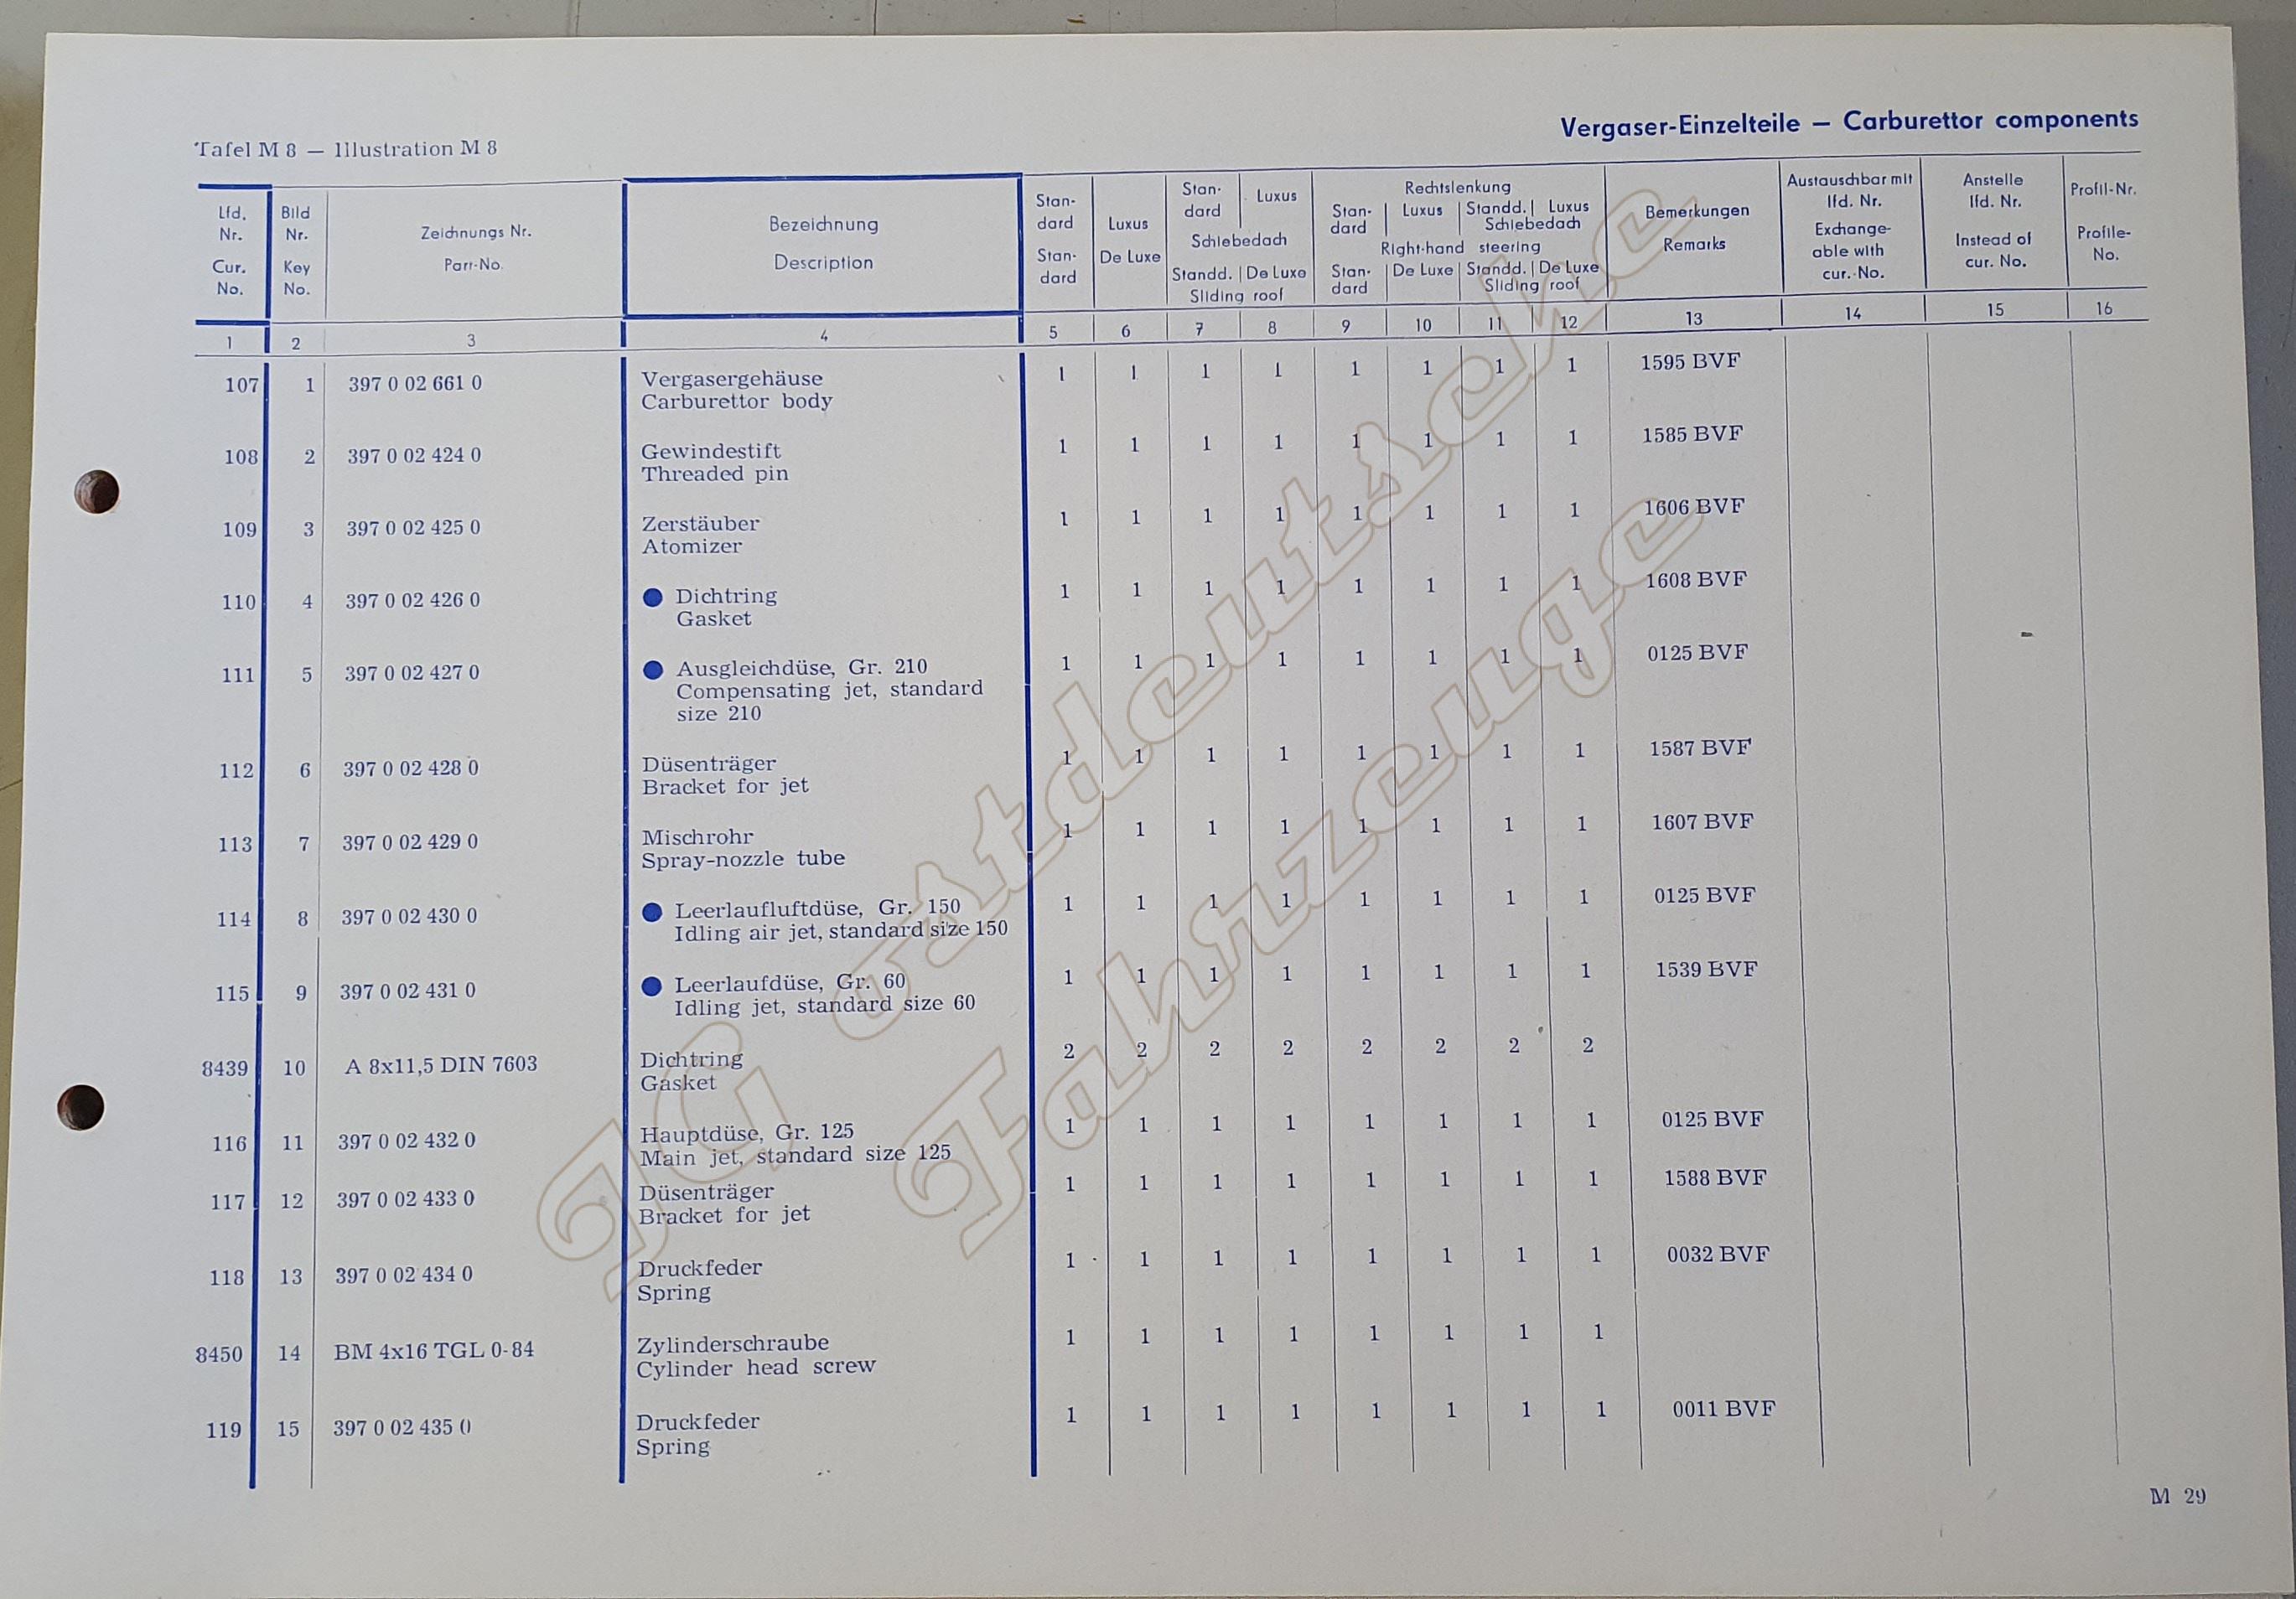 Vergaser-Einzelteile — Carburettor components
Tafel M 8 — Illustration M 8
Lfd. Nr. Cur. No.
Bild Nr. Key No.
Zeichnungs Nr. Part-No.
Bezeichnung Description
Stan- dard Stan- dard
Luxus De Luxe
Stan- dard Luxus Schiebedach Standd. De Luxe Sliding roof
Rechtslenkung Stan- dard Luxus Standd. Luxus Schiebedach Right-hand steering Stan- dard De Luxe Standd. De Luxe Sliding roof
Bemerkungen Remarks
Austauschbar mit lfd. Nr. Exchange- able with cur.-No.
Anstelle lfd. Nr. Instead of cur. No.
Profil-Nr. Profile- No.
1 2 3 4 5 6 7 8 9 10 11 12 13 14 15 16
107 1 397 0 02 661 0 Vergasergehäuse 1 1 1 1 1 1 1 1 1595 BVF
Carburettor body
108 2 397 0 02 424 0 Gewindestift 1 1 1 1 1 1 1 1 1585 BVF
Threaded pin
109 3 397 0 02 425 0 Zerstäuber 1 1 1 1 1 1 1 1 1606 BVF
Atomizer
110 4 397 0 02 426 0 ● Dichtring 1 1 1 1 1 1 1 1 1608 BVF
Gasket
111 5 397 0 02 427 0 ● Ausgleichdüse, Gr. 210 1 1 1 1 1 1 1 1 0125 BVF
Compensating jet, standard
size 210
112 6 397 0 02 428 0 Düsenträger 1 1 1 1 1 1 1 1 1587 BVF
Bracket for jet
113 7 397 0 02 429 0 Mischrohr 1 1 1 1 1 1 1 1 1607 BVF
Spray-nozzle tube
114 8 397 0 02 430 0 ● Leerlaufluftdüse, Gr. 150 1 1 1 1 1 1 1 1 0125 BVF
Idling air jet, standard size 150
115 9 397 0 02 431 0 ● Leerlaufdüse, Gr. 60 1 1 1 1 1 1 1 1 1539 BVF
Idling jet, standard size 60
8439 10 A 8x11,5 DIN 7603 Dichtring 2 2 2 2 2 2 2 2
Gasket
116 11 397 0 02 432 0 Hauptdüse, Gr. 125 1 1 1 1 1 1 1 1 0125 BVF
Main jet, standard size 125
117 12 397 0 02 433 0 Düsenträger 1 1 1 1 1 1 1 1 1588 BVF
Bracket for jet
118 13 397 0 02 434 0 Druckfeder 1 1 1 1 1 1 1 1 0032 BVF
Spring
8450 14 BM 4x16 TGL 0-84 Zylinderschraube 1 1 1 1 1 1 1 1
Cylinder head screw
119 15 397 0 02 435 0 Druckfeder 1 1 1 1 1 1 1 1 0011 BVF
Spring
M 29
IG ostdeutsche
Fahrzeuge